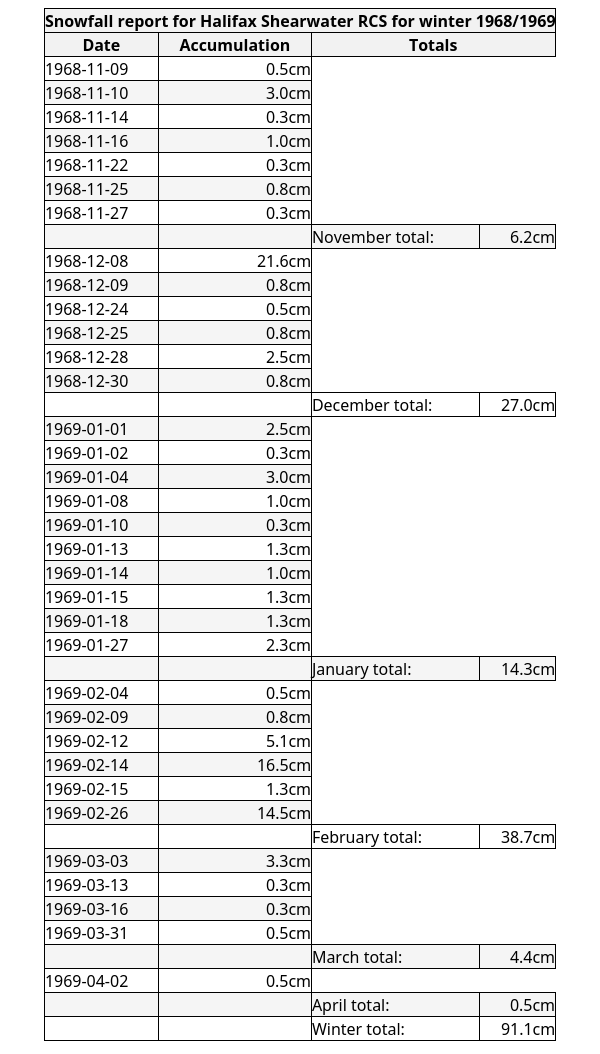 Snowfall report for Halifax Shearwater RCS for winter 1968/1969
Date Accumulation Totals
1968-11-09 0.5cm
1968-11-10 3.0cm
1968-11-14 0.3cm
1968-11-16 1.0cm
1968-11-22 0.3cm
1968-11-25 0.8cm
1968-11-27 0.3cm
November total: 6.2cm
1968-12-08 21.6cm
1968-12-09 0.8cm
1968-12-24 0.5cm
1968-12-25 0.8cm
1968-12-28 2.5cm
1968-12-30 0.8cm
December total: 27.0cm
1969-01-01 2.5cm
1969-01-02 0.3cm
1969-01-04 3.0cm
1969-01-08 1.0cm
1969-01-10 0.3cm
1969-01-13 1.3cm
1969-01-14 1.0cm
1969-01-15 1.3cm
1969-01-18 1.3cm
1969-01-27 2.3cm
January total: 14.3cm
1969-02-04 0.5cm
1969-02-09 0.8cm
1969-02-12 5.1cm
1969-02-14 16.5cm
1969-02-15 1.3cm
1969-02-26 14.5cm
February total: 38.7cm
1969-03-03 3.3cm
1969-03-13 0.3cm
1969-03-16 0.3cm
1969-03-31 0.5cm
March total: 4.4cm
1969-04-02 0.5cm
April total: 0.5cm
Winter total: 91.1cm